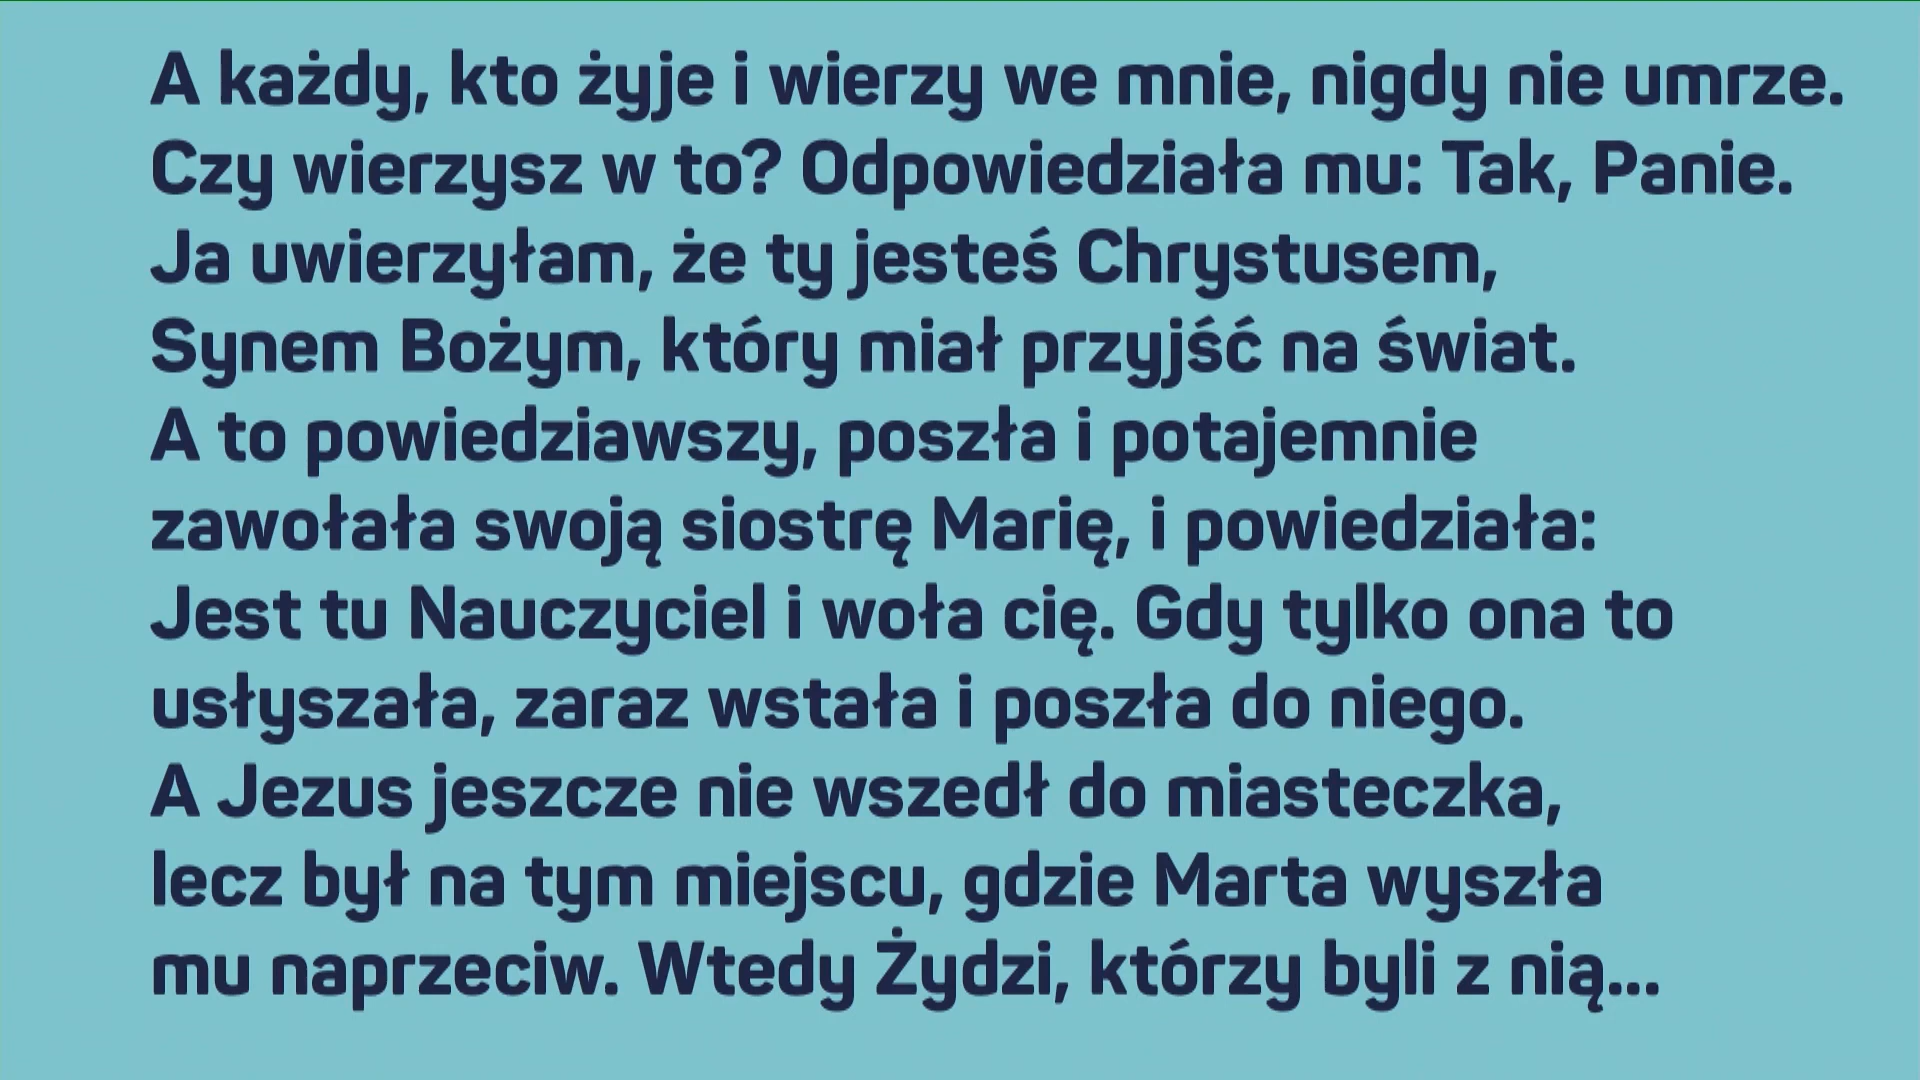 A każdy, kto żyje i wierzy we mnie, nigdy nie umrze.
Czy wierzysz w to? Odpowiedziała mu: Tak, Panie.
Ja uwierzyłam, że ty jesteś Chrystusem,
Synem Bożym, który miał przyjść na świat.
A to powiedziawszy, poszła i potajemnie
zawołała swoją siostrę Marię, i powiedziała:
Jest tu Nauczyciel i woła cię. Gdy tylko ona to
usłyszała, zaraz wstała i poszła do niego.
A Jezus jeszcze nie wszedł do miasteczka,
lecz był na tym miejscu, gdzie Marta wyszła
mu naprzeciw. Wtedy Żydzi, którzy byli z nią...